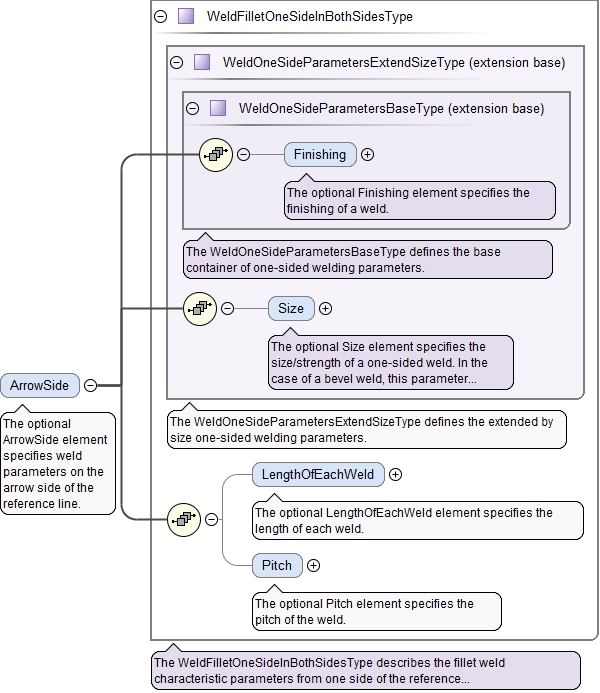 WeldFilletOneSideInBothSidesType
WeldOneSideParametersExtendSizeType (extension base)
WeldOneSideParametersBaseType (extension base)
Finishing
The optional Finishing element specifies the
finishing of a weld.
The WeldOneSideParametersBaseType defines the base
container of one-sided welding parameters.
Size
The optional Size element specifies the
size/strength of a one-sided weld. In the
case of a bevel weld, this parameter...
ArrowSide
The optional
ArrowSide element
specifies weld
parameters on the
arrow side of the
reference line.
The WeldOneSideParametersExtendSizeType defines the extended by
size one-sided welding parameters.
LengthOfEachWeld
The optional LengthOfEachWeld element specifies the
length of each weld.
Pitch
The optional Pitch element specifies the
pitch of the weld.
The WeldFilletOneSideInBothSidesType describes the fillet weld
characteristic parameters from one side of the reference...